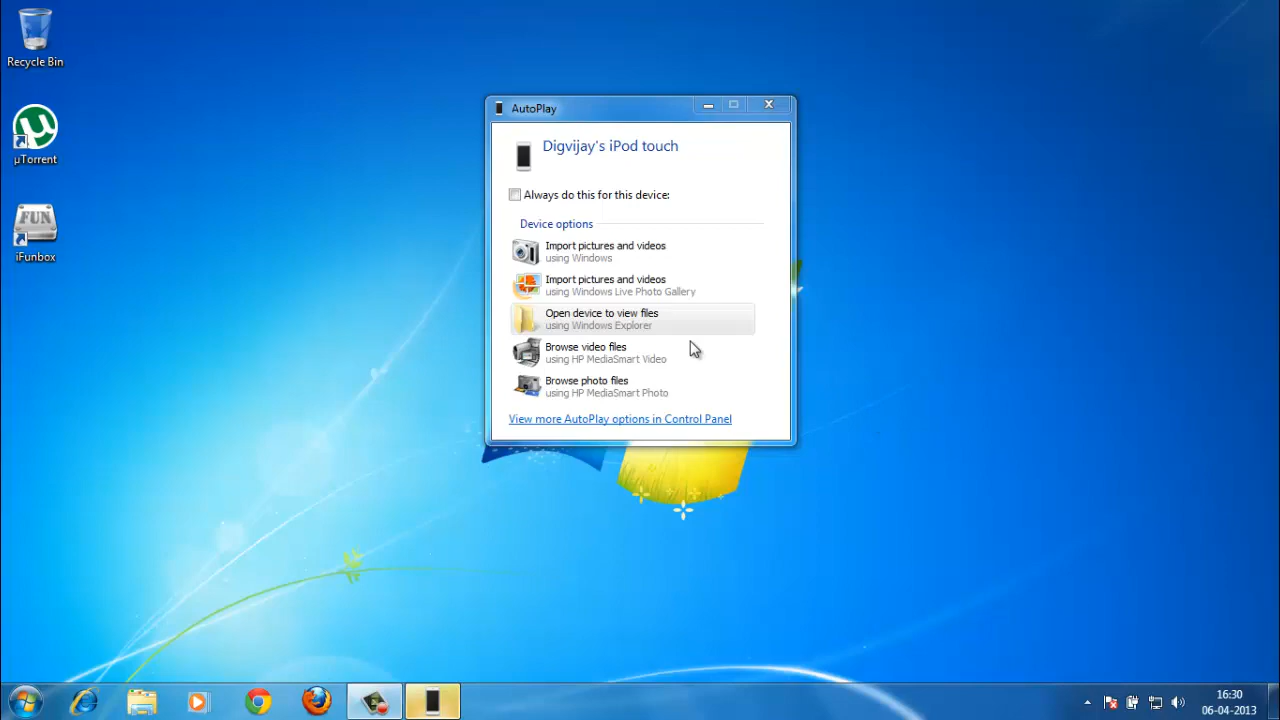 Recycle Bin
µTorrent
FUN
iFunbox
AutoPlay
Digvijay's iPod touch
Always do this for this device:
Device options
Import pictures and videos
using Windows
Import pictures and videos
using Windows Live Photo Gallery
Open device to view files
using Windows Explorer
Browse video files
using HP MediaSmart Video
Browse photo files
using HP MediaSmart Photo
View more AutoPlay options in Control Panel
16:30
06-04-2013